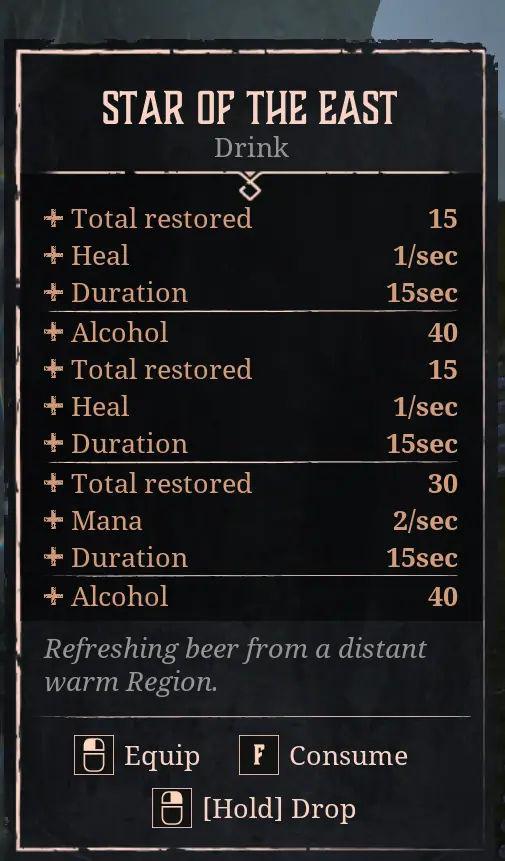 STAR OF THE EAST
Drink
Total restored 15
Heal 1/sec
Duration 15sec
Alcohol 40
Total restored 15
Heal 1/sec
Duration 15sec
Total restored 30
Mana 2/sec
Duration 15sec
Alcohol 40
Refreshing beer from a distant
warm Region.
Equip F Consume
[Hold] Drop